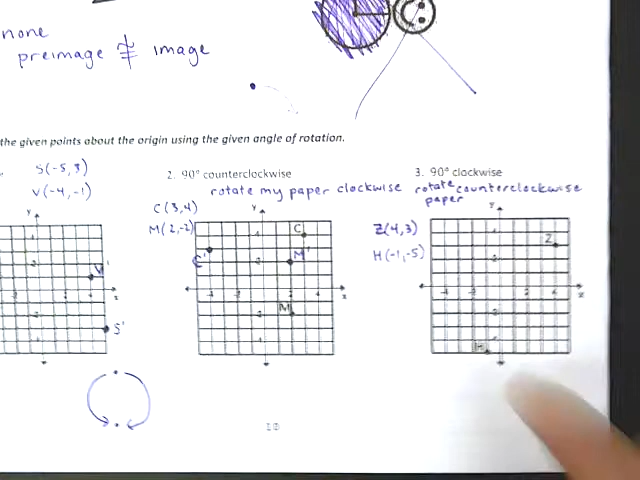 none
preimage ≠ image
the given points about the origin using the given angle of rotation.
S(-5,3)
V(-4,-1)
V'
S'
2. 90° counterclockwise
rotate my paper clockwise
C(3,4)
M(2,-2)
Y
C
C'
M'
M
x
3. 90° clockwise
rotate counterclockwise
paper
Z(4,3)
H(-1,-5)
Y
Z
H
x
10